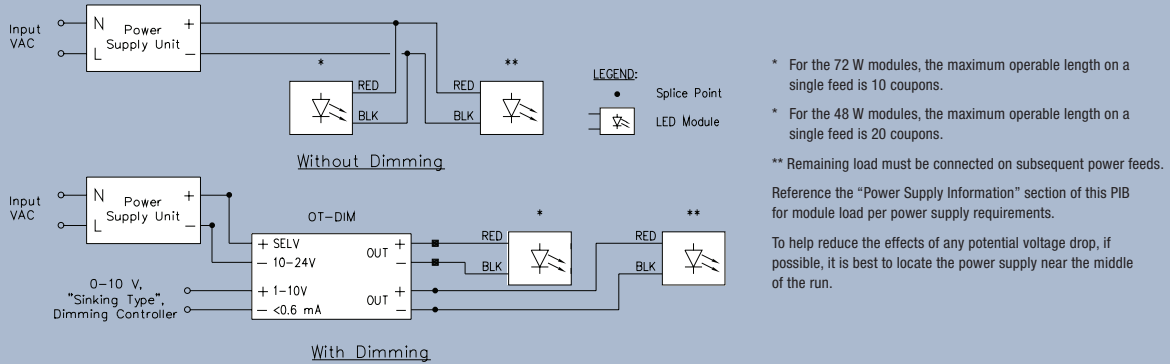 Input
VAC
N
L
Power
Supply Unit
+
−
*
RED
BLK
**
RED
BLK
LEGEND:
Splice Point
LED Module
Without Dimming
Input
VAC
N
L
Power
Supply Unit
+
−
OT-DIM
+ SELV
− 10-24V
+ 1-10V
− <0.6 mA
OUT
+
−
OUT
+
−
*
RED
BLK
**
RED
BLK
0-10 V,
"Sinking Type",
Dimming Controller
With Dimming
* For the 72 W modules, the maximum operable length on a
single feed is 10 coupons.
* For the 48 W modules, the maximum operable length on a
single feed is 20 coupons.
** Remaining load must be connected on subsequent power feeds.
Reference the “Power Supply Information” section of this PIB
for module load per power supply requirements.
To help reduce the effects of any potential voltage drop, if
possible, it is best to locate the power supply near the middle
of the run.